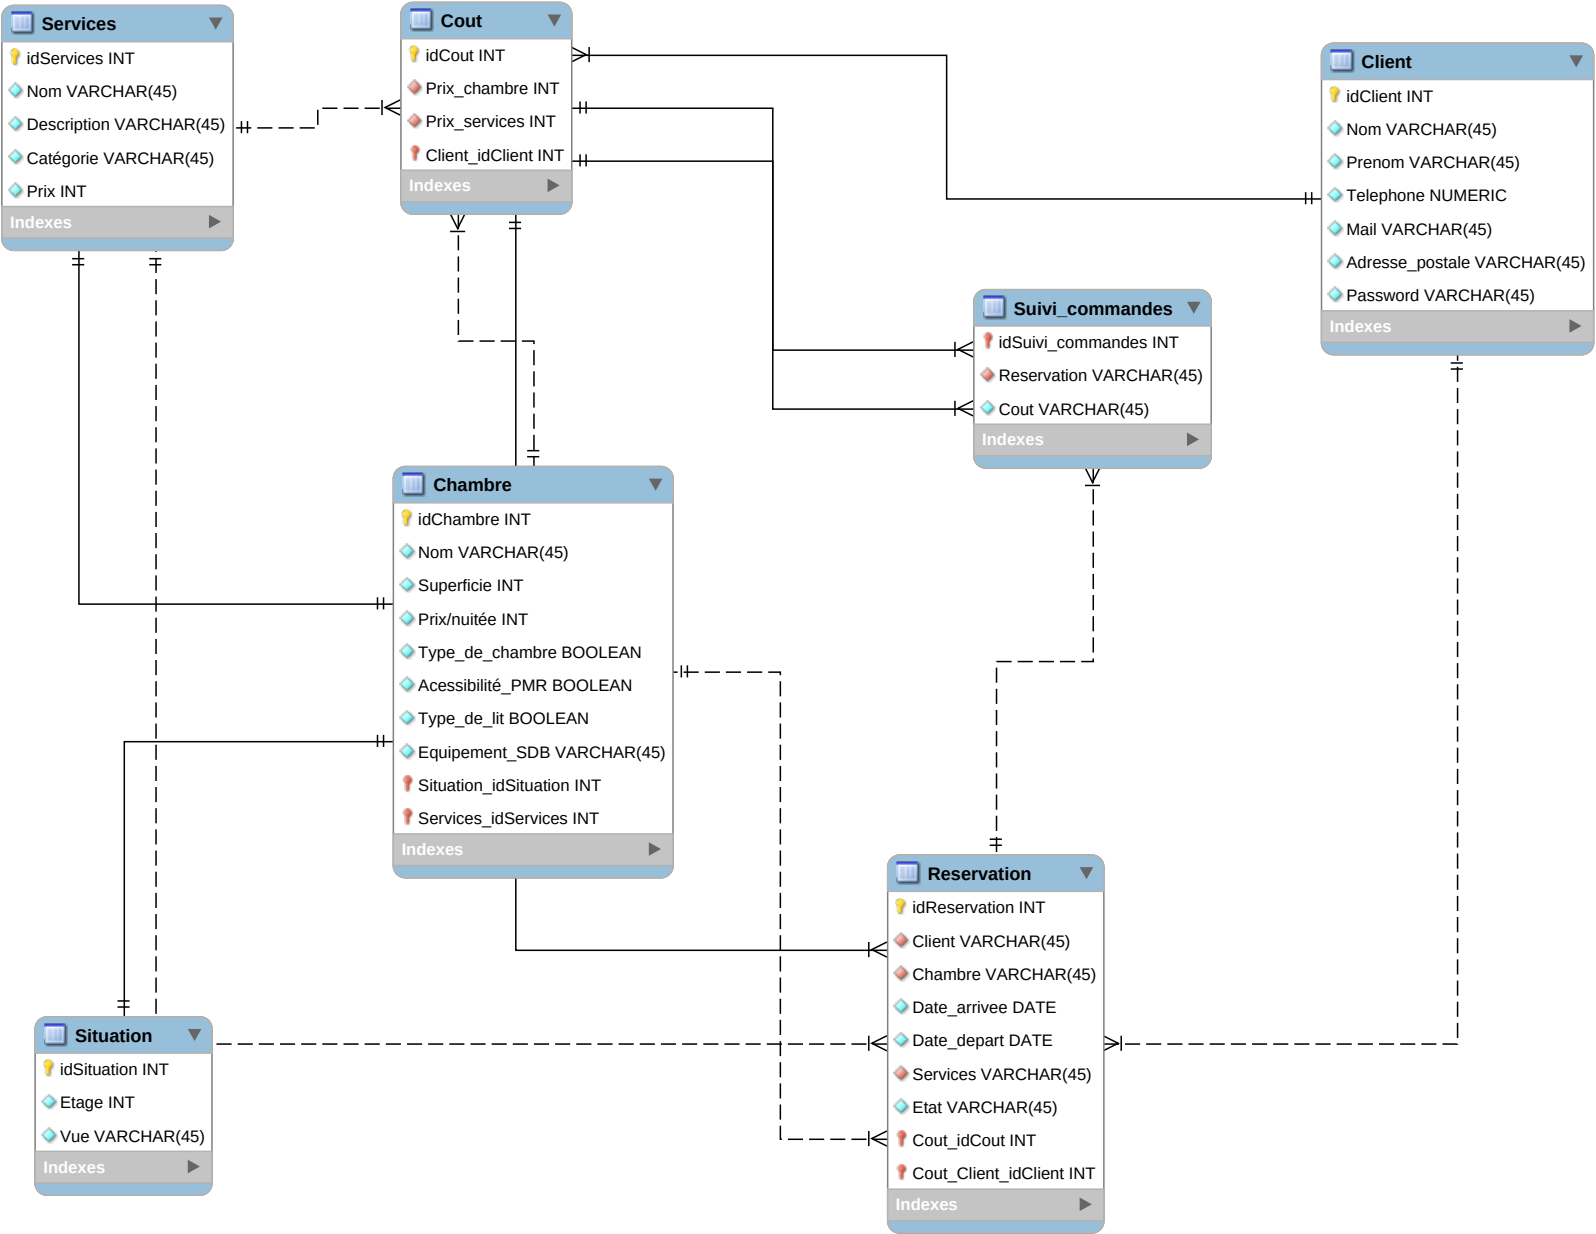 Services
idServices INT
Nom VARCHAR(45)
Description VARCHAR(45)
Catégorie VARCHAR(45)
Prix INT
Indexes
Cout
idCout INT
Prix_chambre INT
Prix_services INT
Client_idClient INT
Indexes
Client
idClient INT
Nom VARCHAR(45)
Prenom VARCHAR(45)
Telephone NUMERIC
Mail VARCHAR(45)
Adresse_postale VARCHAR(45)
Password VARCHAR(45)
Indexes
Suivi_commandes
idSuivi_commandes INT
Reservation VARCHAR(45)
Cout VARCHAR(45)
Indexes
Chambre
idChambre INT
Nom VARCHAR(45)
Superficie INT
Prix/nuitée INT
Type_de_chambre BOOLEAN
Acessibilité_PMR BOOLEAN
Type_de_lit BOOLEAN
Equipement_SDB VARCHAR(45)
Situation_idSituation INT
Services_idServices INT
Indexes
Reservation
idReservation INT
Client VARCHAR(45)
Chambre VARCHAR(45)
Date_arrivee DATE
Date_depart DATE
Services VARCHAR(45)
Etat VARCHAR(45)
Cout_idCout INT
Cout_Client_idClient INT
Indexes
Situation
idSituation INT
Etage INT
Vue VARCHAR(45)
Indexes